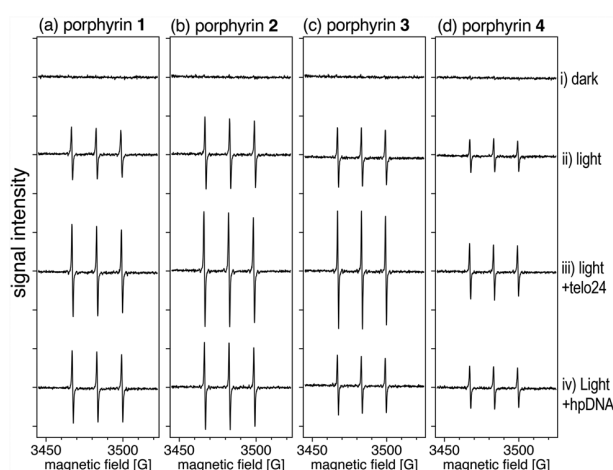 (a) porphyrin 1 (b) porphyrin 2 (c) porphyrin 3 (d) porphyrin 4
i) dark
ii) light
signal intensity
iii) light
+telo24
iv) Light
+hpDNA
3450 3500 3450 3500 3450 3500 3450 3500
magnetic field [G] magnetic field [G] magnetic field [G] magnetic field [G]